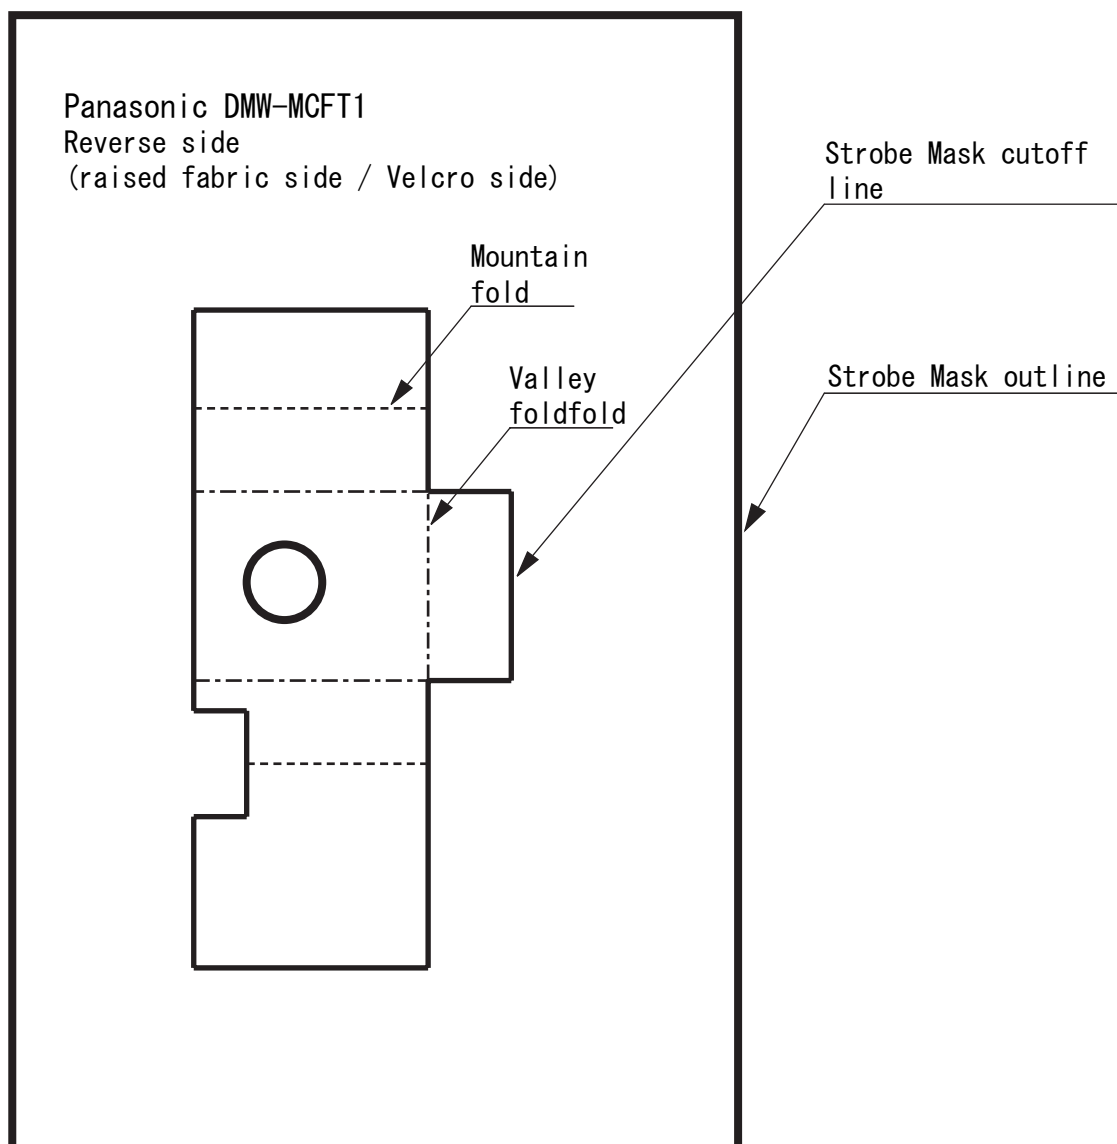 Panasonic DMW-MCFT1
Reverse side
(raised fabric side / Velcro side)
Strobe Mask cutoff
line
Mountain
fold
Valley
foldfold
Strobe Mask outline